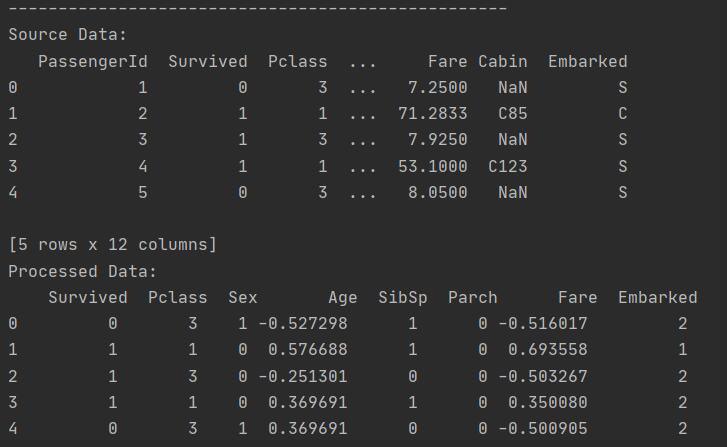 --------------------------------------------------
Source Data:
   PassengerId  Survived  Pclass  ...     Fare Cabin  Embarked
0            1         0       3  ...   7.2500   NaN         S
1            2         1       1  ...  71.2833   C85         C
2            3         1       3  ...   7.9250   NaN         S
3            4         1       1  ...  53.1000  C123         S
4            5         0       3  ...   8.0500   NaN         S
[5 rows x 12 columns]
Processed Data:
    Survived  Pclass  Sex       Age  SibSp  Parch      Fare  Embarked
0         0       3    1 -0.527298      1      0 -0.516017         2
1         1       1    0  0.576688      1      0  0.693558         1
2         1       3    0 -0.251301      0      0 -0.503267         2
3         1       1    0  0.369691      1      0  0.350080         2
4         0       3    1  0.369691      0      0 -0.500905         2